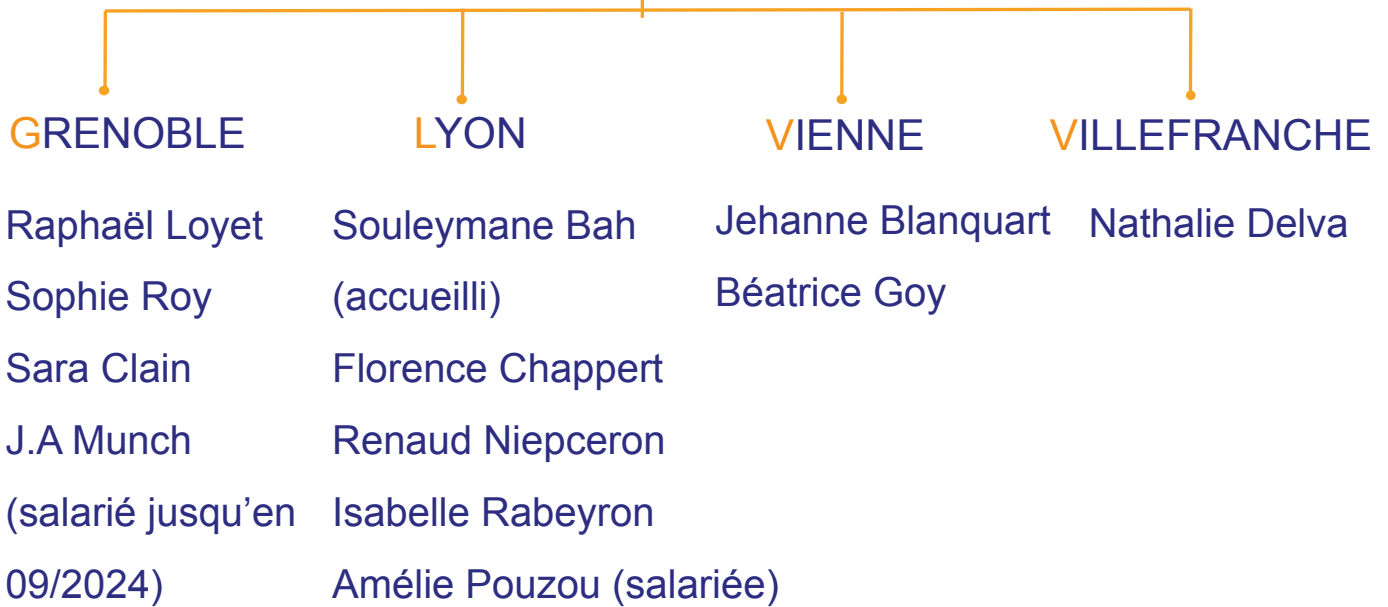 GRENOBLE
Raphaël Loyet
Sophie Roy
Sara Clain
J.A Munch
(salarié jusqu’en
09/2024)
LYON
Souleymane Bah
(accueilli)
Florence Chappert
Renaud Niepceron
Isabelle Rabeyron
Amélie Pouzou (salariée)
VIENNE
Jehanne Blanquart
Béatrice Goy
VILLEFRANCHE
Nathalie Delva